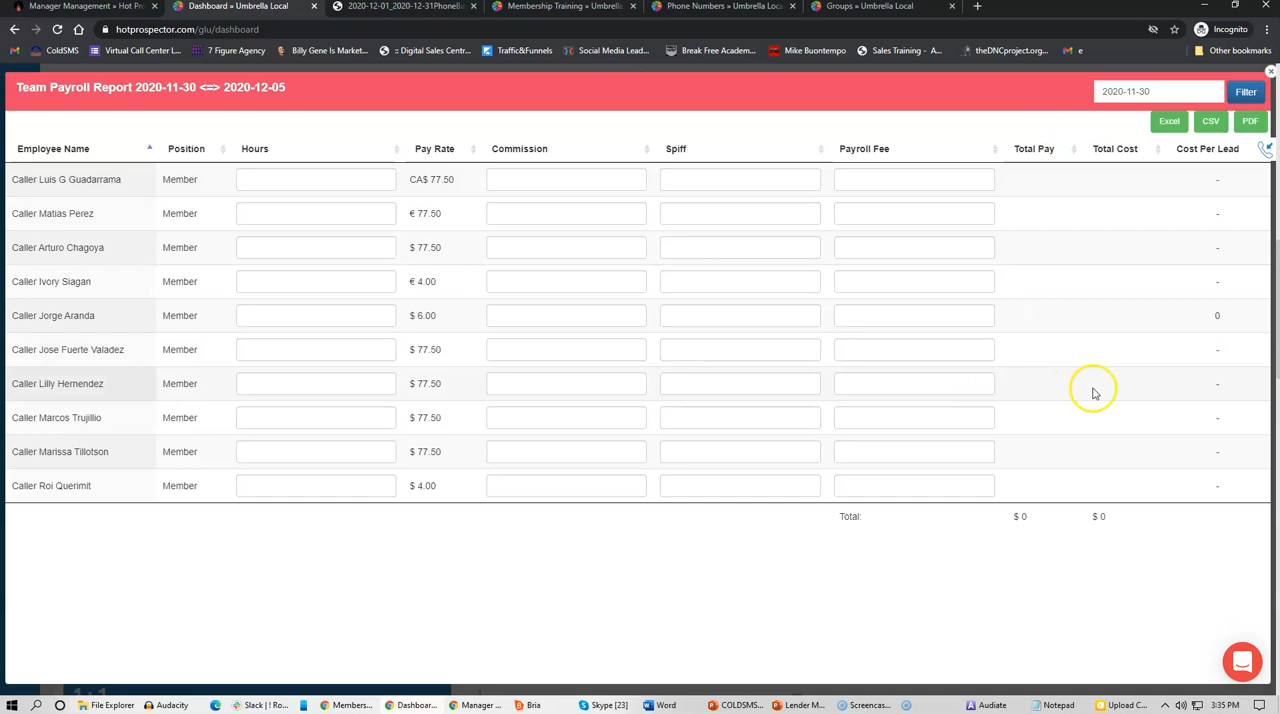 Manager Management « Hot Pro
Dashboard » Umbrella Local
2020-12-01_2020-12-31PhoneBa
Membership Training » Umbrella
Phone Numbers » Umbrella Local
Groups » Umbrella Local
hotprospector.com/glu/dashboard
Incognito
ColdSMS
Virtual Call Center L...
7 Figure Agency
Billy Gene Is Market...
:: Digital Sales Centr...
Traffic&Funnels
Social Media Lead...
Break Free Academ...
Mike Buontempo
Sales Training - A...
theDNCproject.org...
e
Other bookmarks
Team Payroll Report 2020-11-30 <=> 2020-12-05
2020-11-30
Filter
Excel CSV PDF
Employee Name Position Hours Pay Rate Commission Spiff Payroll Fee Total Pay Total Cost Cost Per Lead
Caller Luis G Guadarrama Member CA$ 77.50 -
Caller Matias Perez Member € 77.50 -
Caller Arturo Chagoya Member $ 77.50 -
Caller Ivory Siagan Member € 4.00 -
Caller Jorge Aranda Member $ 6.00 0
Caller Jose Fuerte Valadez Member $ 77.50 -
Caller Lilly Hernendez Member $ 77.50 -
Caller Marcos Trujillio Member $ 77.50 -
Caller Marissa Tillotson Member $ 77.50 -
Caller Roi Querimit Member $ 4.00 -
Total: $ 0 $ 0
File Explorer
Audacity
Slack | ! Ro...
Members...
Dashboar...
Manager ...
Bria
Skype [23]
Word
COLDSMS...
Lender M...
Screencas...
Audiate
Notepad
Upload C...
3:35 PM